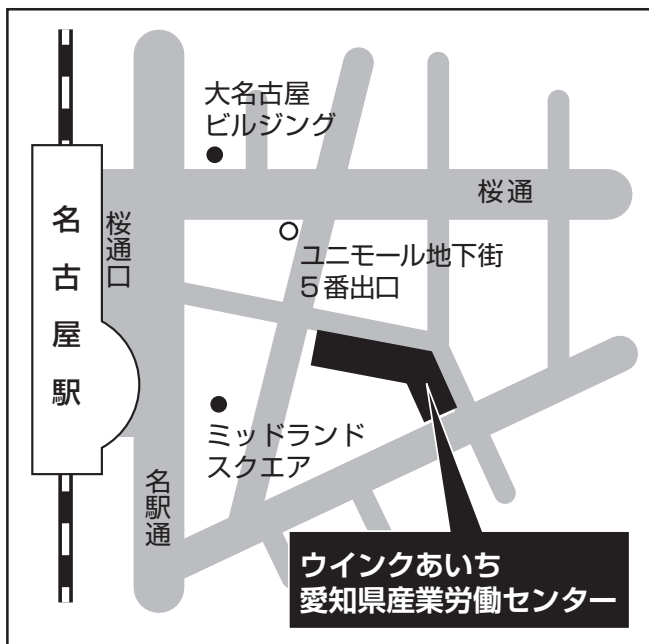 大名古屋
ビルジング
桜通
名古屋駅
桜通口
ユニモール地下街
5番出口
ミッドランド
スクエア
名駅通
ウインクあいち
愛知県産業労働センター